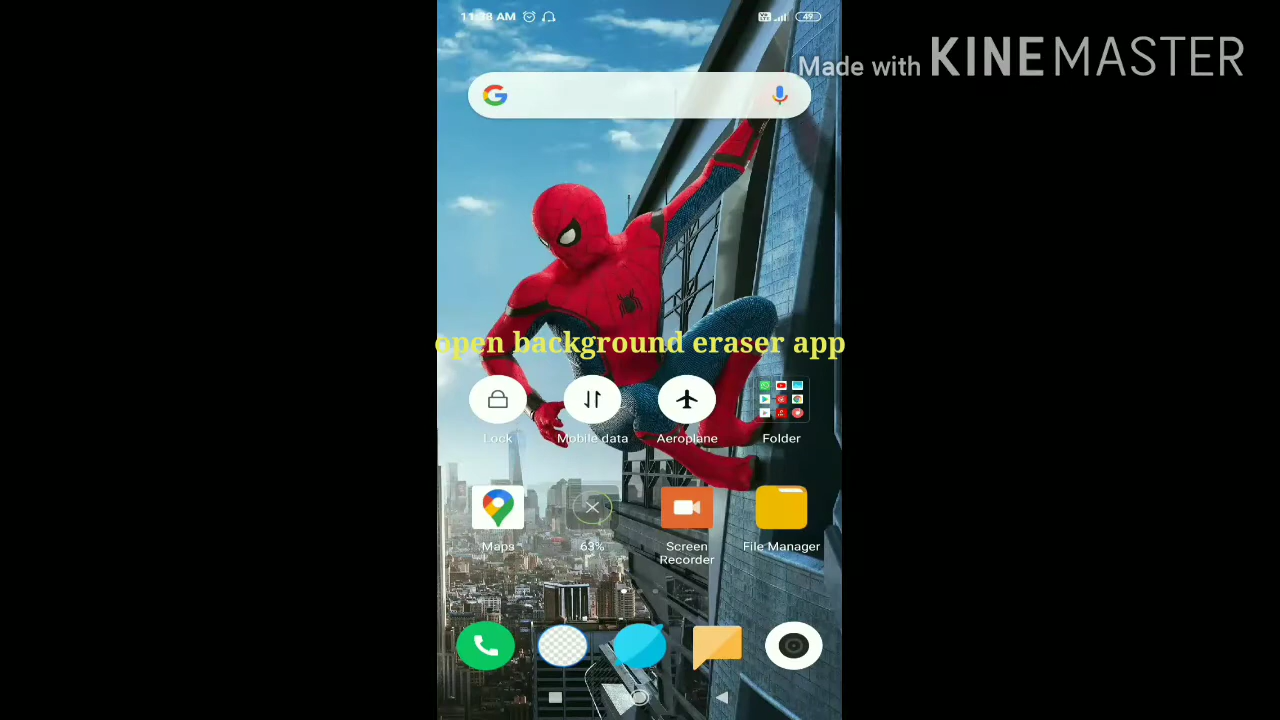 11:38 AM
49
Made with KINEMASTER
open background eraser app
Lock
Mobile data
Aeroplane
Folder
Maps
63%
Screen
Recorder
File Manager